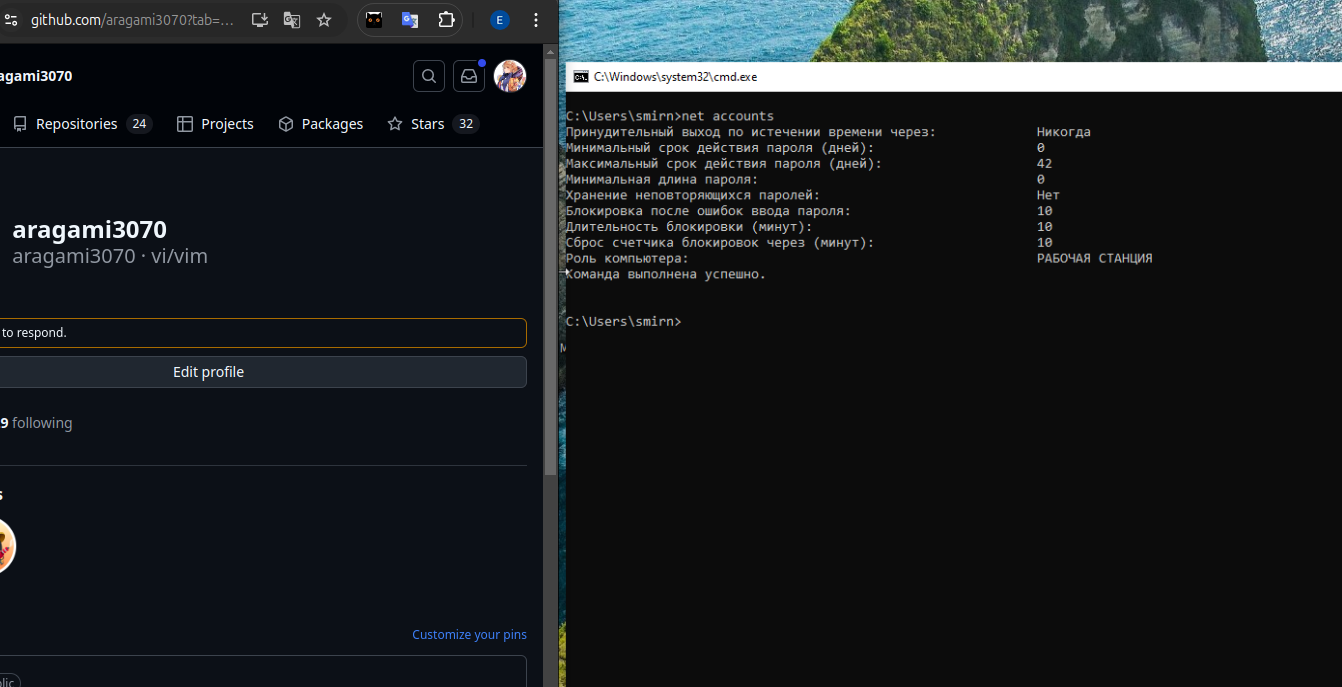 github.com/aragami3070?tab=...
E
agami3070
Repositories 24 Projects Packages Stars 32
aragami3070
aragami3070 · vi/vim
to respond.
Edit profile
9 following
s
Customize your pins
blic
C:\Windows\system32\cmd.exe
C:\Users\smirn>net accounts
Принудительный выход по истечении времени через: Никогда
Минимальный срок действия пароля (дней): 0
Максимальный срок действия пароля (дней): 42
Минимальная длина пароля: 0
Хранение неповторяющихся паролей: Нет
Блокировка после ошибок ввода пароля: 10
Длительность блокировки (минут): 10
Сброс счетчика блокировок через (минут): 10
Роль компьютера: РАБОЧАЯ СТАНЦИЯ
Команда выполнена успешно.
C:\Users\smirn>